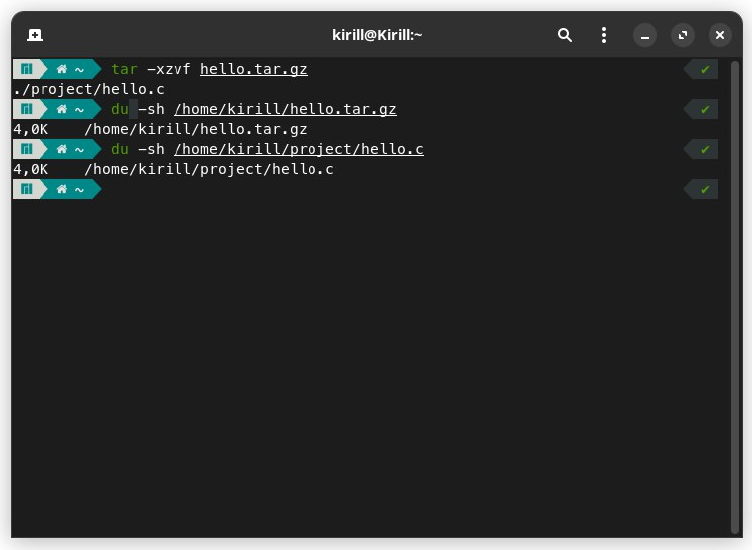 kirill@Kirill:~
~ tar -xzvf hello.tar.gz ✔
./project/hello.c
~ du -sh /home/kirill/hello.tar.gz ✔
4,0K /home/kirill/hello.tar.gz
~ du -sh /home/kirill/project/hello.c ✔
4,0K /home/kirill/project/hello.c
~ ✔